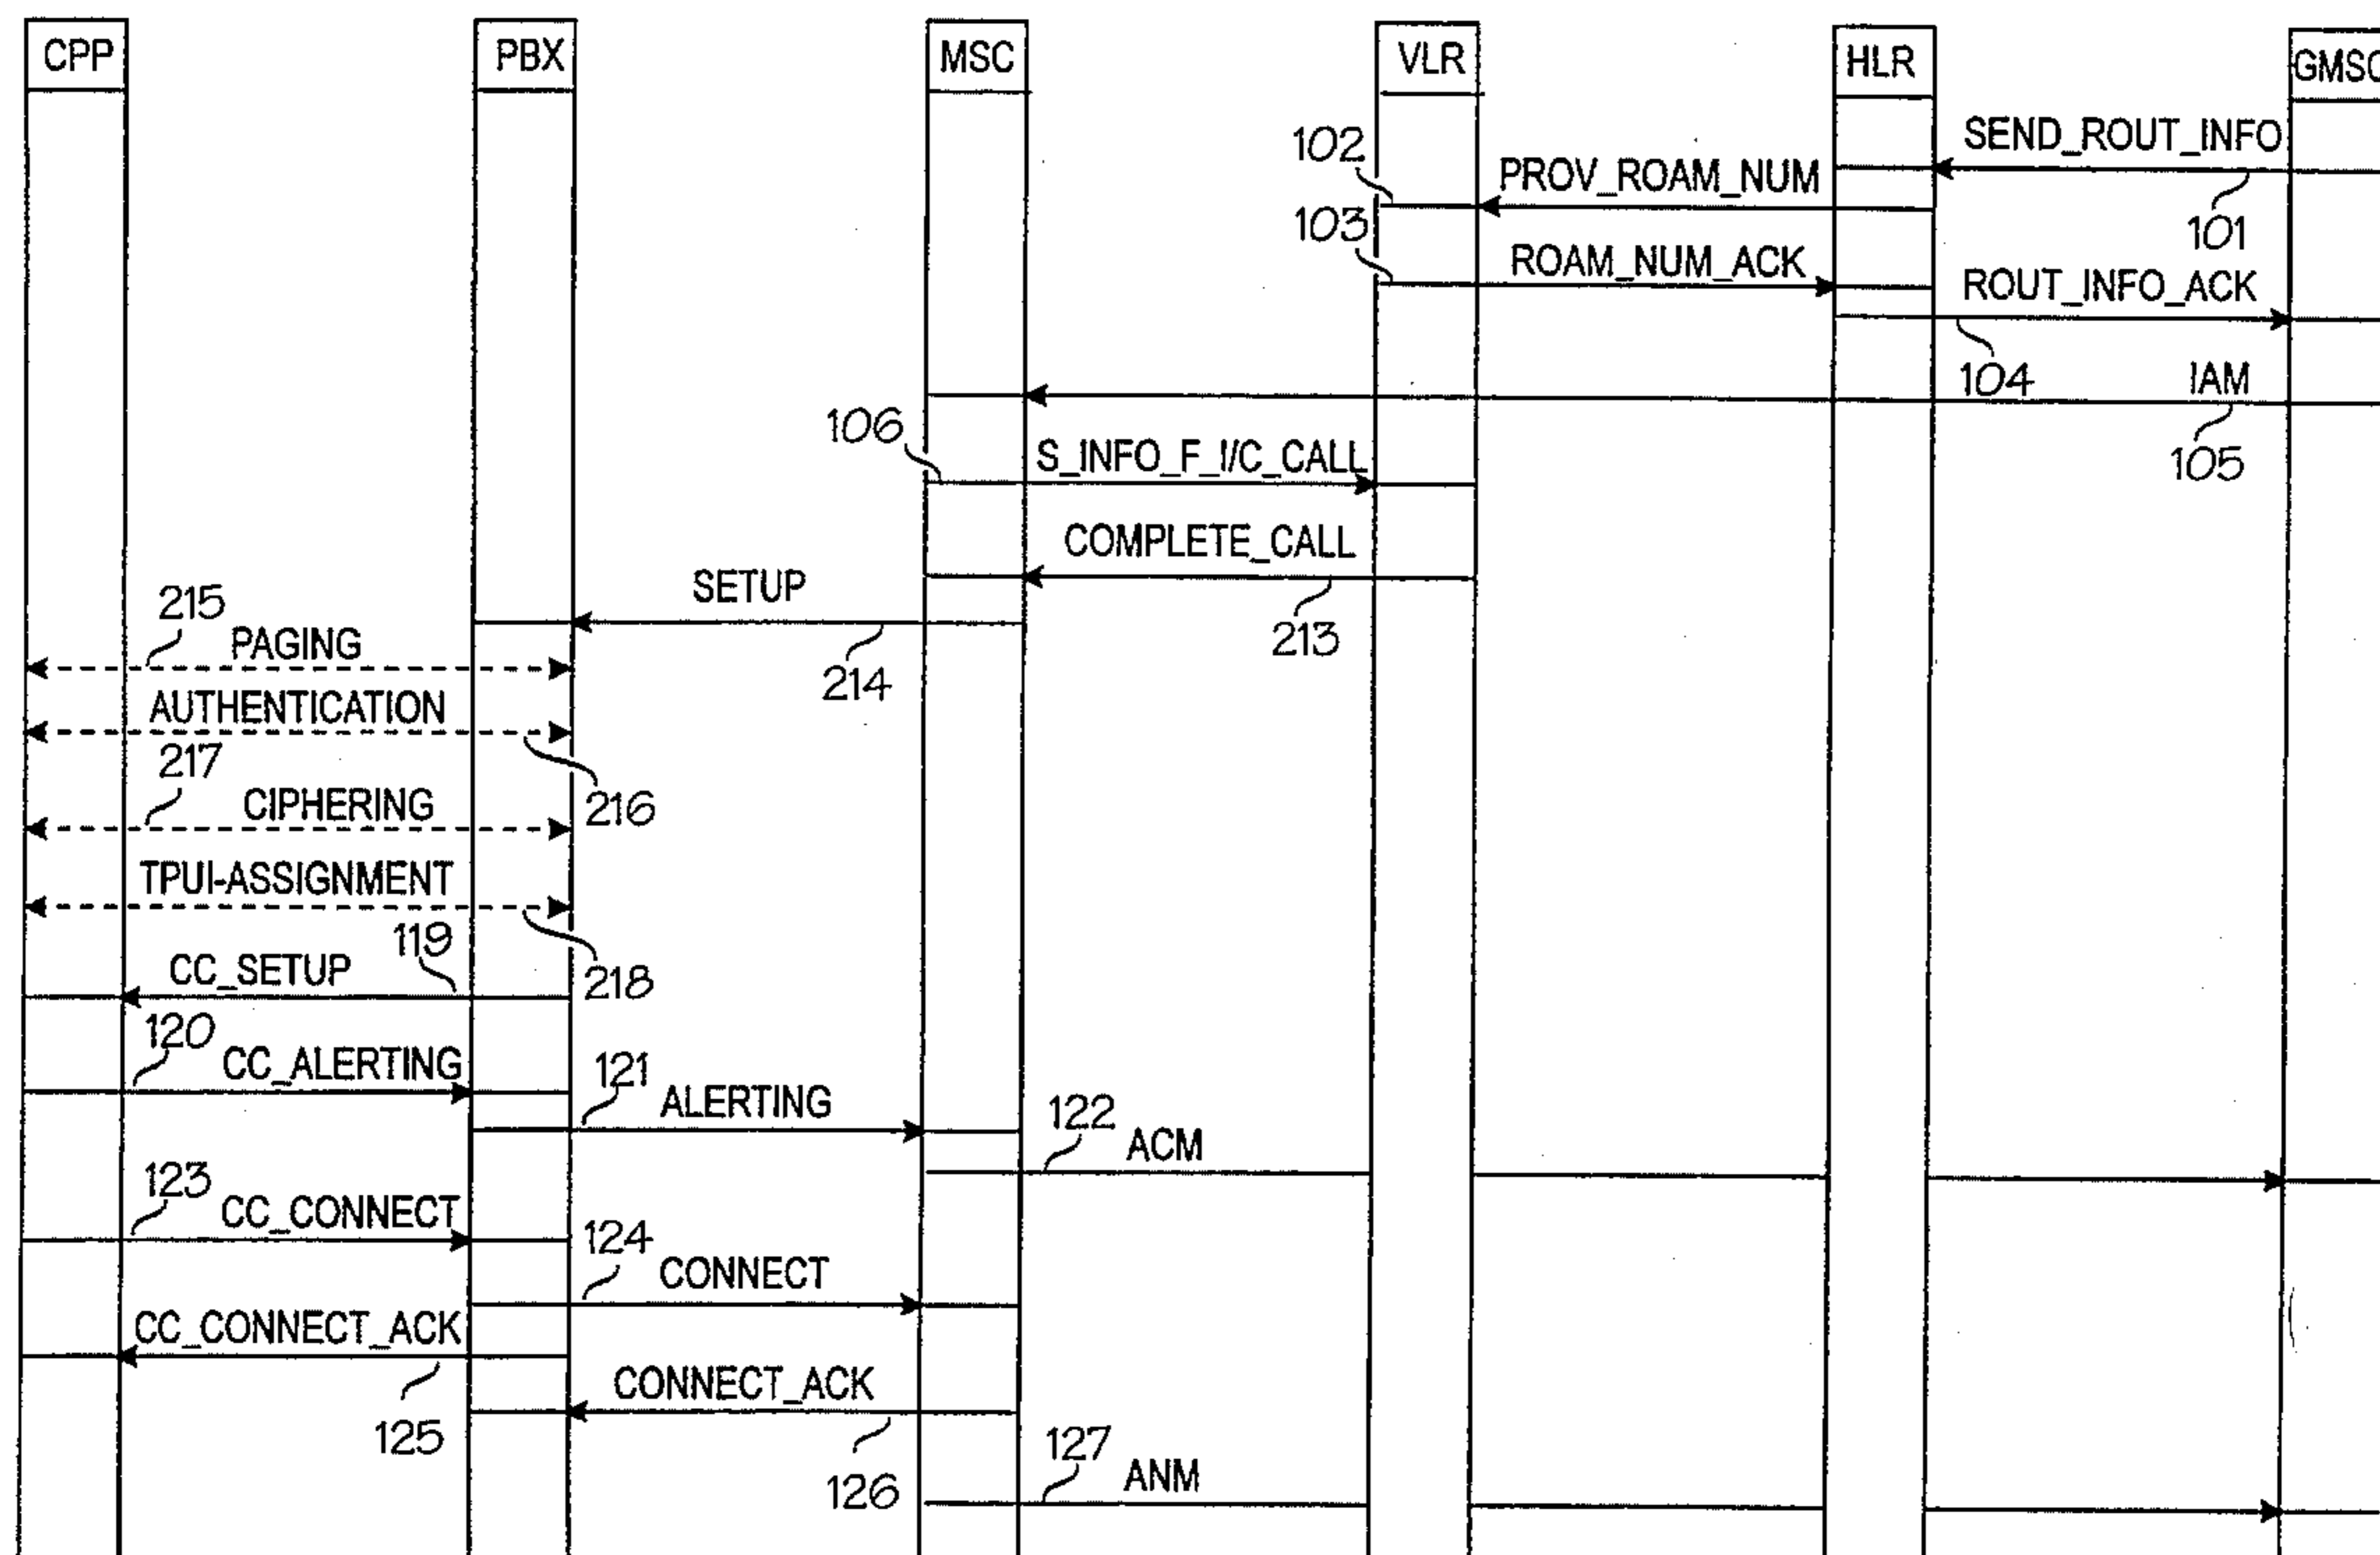 CPP
PBX
MSC
VLR
HLR
GMSC
SEND_ROUT_INFO
101
102
PROV_ROAM_NUM
103
ROAM_NUM_ACK
ROUT_INFO_ACK
104
IAM
105
106
S_INFO_F_I/C_CALL
COMPLETE_CALL
213
SETUP
214
215
PAGING
AUTHENTICATION
216
217
CIPHERING
TPUI-ASSIGNMENT
218
119
CC_SETUP
120
CC_ALERTING
121
ALERTING
122
ACM
123
CC_CONNECT
124
CONNECT
CC_CONNECT_ACK
125
CONNECT_ACK
126
127
ANM